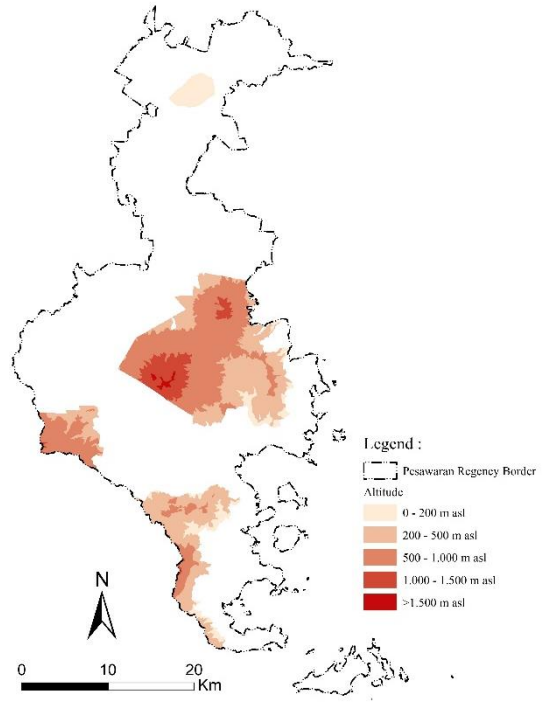 Legend :
Pesawaran Regency Border
Altitude
0 - 200 m asl
200 - 500 m asl
500 - 1.000 m asl
1.000 - 1.500 m asl
>1.500 m asl
N
0 10 20
Km